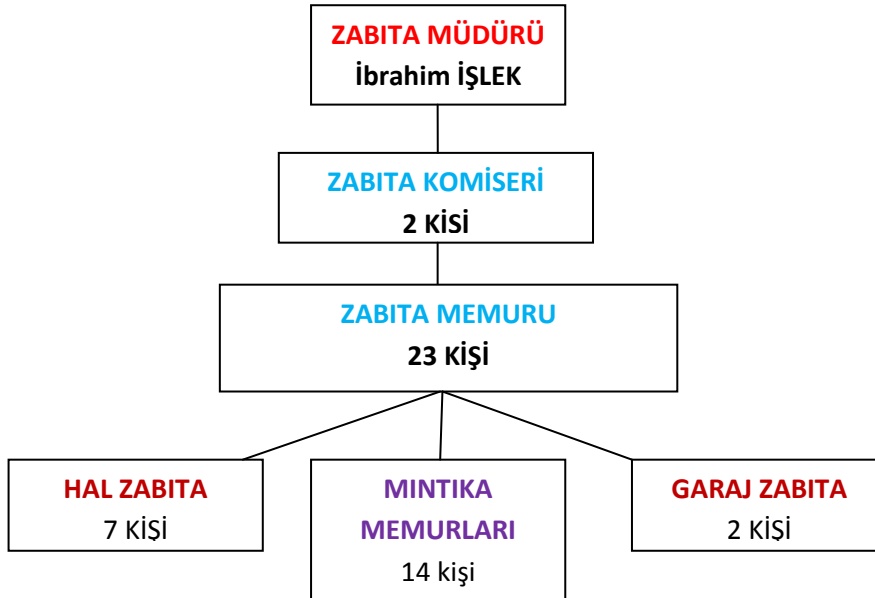 ZABITA MÜDÜRÜ
İbrahim İŞLEK
ZABITA KOMİSERİ
2 KİSİ
ZABITA MEMURU
23 KİŞİ
HAL ZABITA
7 KİŞİ
MINTIKA
MEMURLARI
14 kişi
GARAJ ZABITA
2 KİŞİ